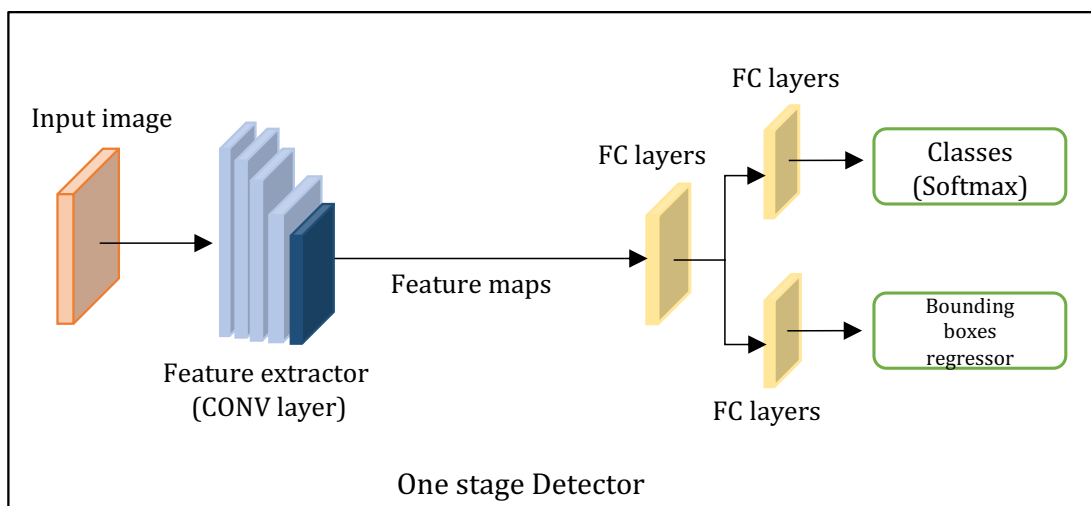 Input image
Feature extractor
(CONV layer)
Feature maps
FC layers
FC layers
Classes
(Softmax)
FC layers
Bounding
boxes
regressor
One stage Detector